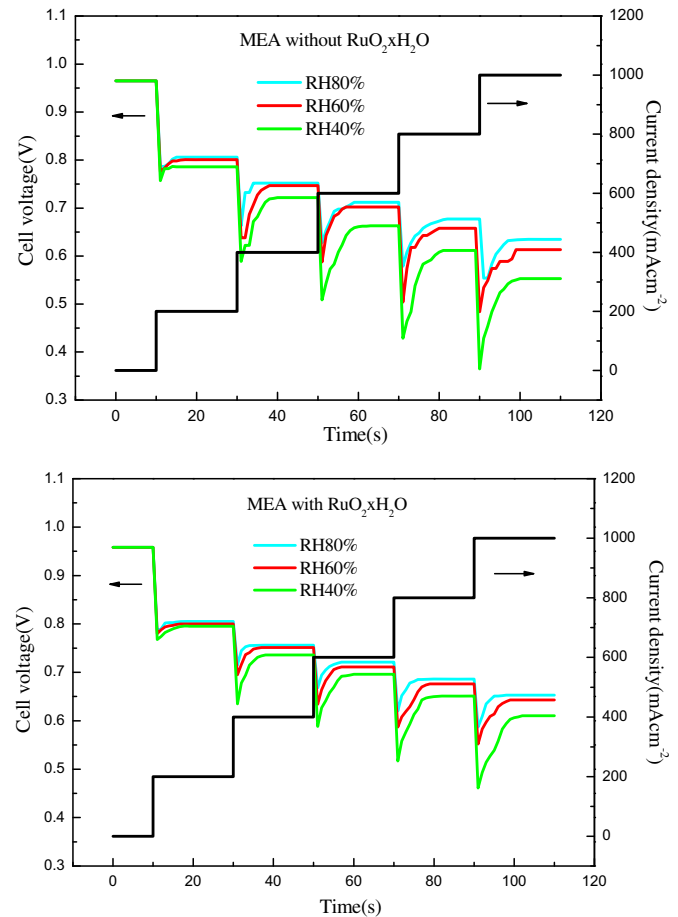 MEA without RuO₂xH₂O
RH80%
RH60%
RH40%
Cell voltage(V)
1.1
1.0
0.9
0.8
0.7
0.6
0.5
0.4
0.3
0 20 40 60 80 100 120
Time(s)
1200
1000
800
600
400
200
0
Current density(mAcm⁻²)
MEA with RuO₂xH₂O
RH80%
RH60%
RH40%
Cell voltage(V)
1.1
1.0
0.9
0.8
0.7
0.6
0.5
0.4
0.3
0 20 40 60 80 100 120
Time(s)
1200
1000
800
600
400
200
0
Current density(mAcm⁻²)